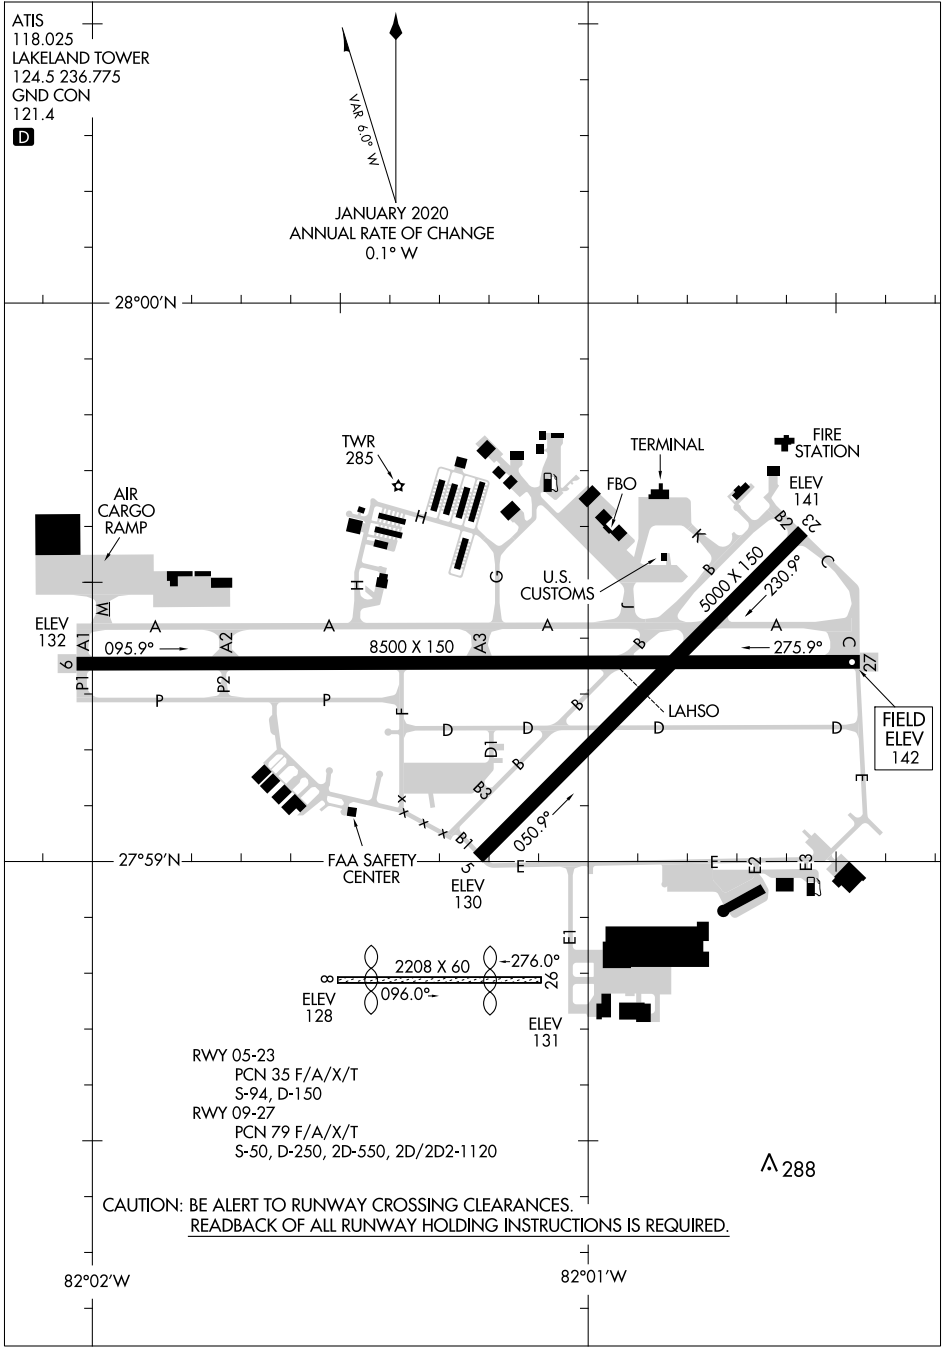 ATIS
118.025
LAKELAND TOWER
124.5 236.775
GND CON
121.4
D
VAR 6.0° W
JANUARY 2020
ANNUAL RATE OF CHANGE
0.1° W
28°00'N
TWR
285
TERMINAL
FIRE
STATION
FBO
ELEV
141
AIR
CARGO
RAMP
H
B2
23
K
C
G
B
5000 X 150
230.9°
U.S.
CUSTOMS
H
M
J
ELEV
132
A1
A
A2
A
A3
A
B
A
C
6
095.9°
8500 X 150
275.9°
27
P1
P2
P
P
F
B
LAHSO
D
D
D
D
FIELD
ELEV
142
D1
B
B3
E
X
X
X
X
050.9°
B1
27°59'N
FAA SAFETY
CENTER
5
E
E
E2
E3
ELEV
130
E1
8
2208 X 60
276.0°
26
096.0°
ELEV
128
ELEV
131
RWY 05-23
PCN 35 F/A/X/T
S-94, D-150
RWY 09-27
PCN 79 F/A/X/T
S-50, D-250, 2D-550, 2D/2D2-1120
288
CAUTION: BE ALERT TO RUNWAY CROSSING CLEARANCES.
READBACK OF ALL RUNWAY HOLDING INSTRUCTIONS IS REQUIRED.
82°02'W
82°01'W